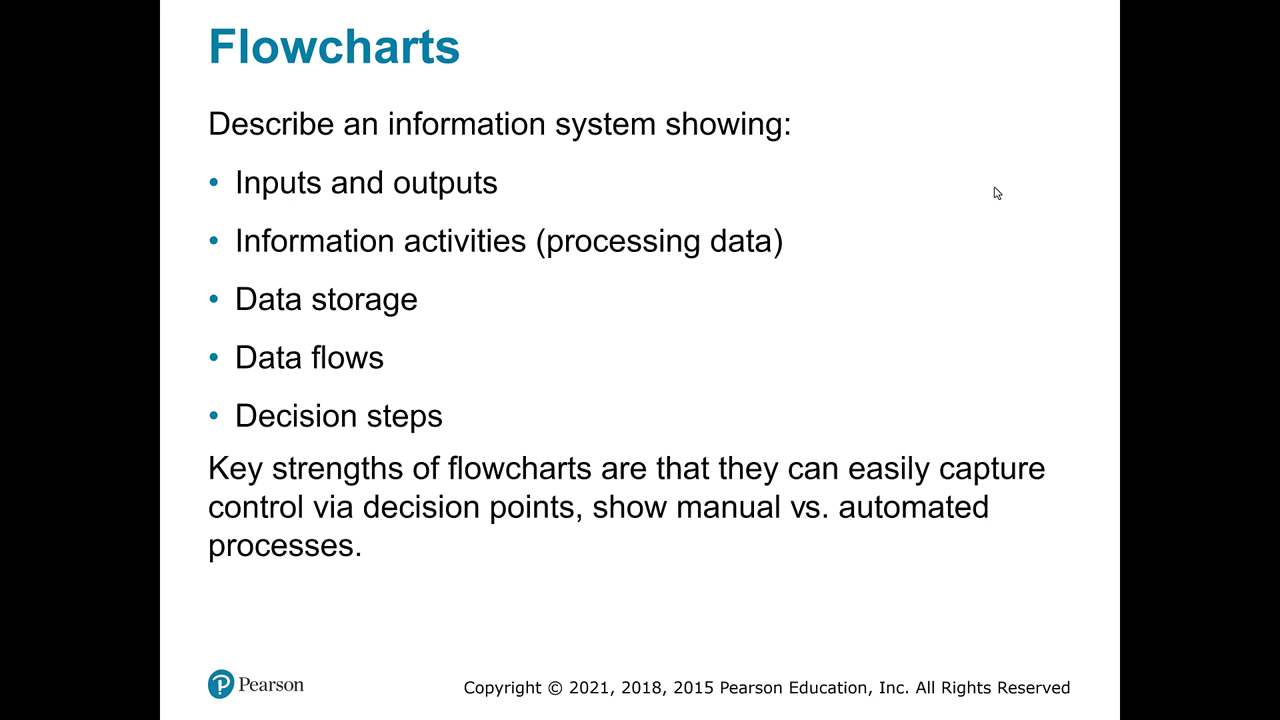 Flowcharts
Describe an information system showing:
• Inputs and outputs
• Information activities (processing data)
• Data storage
• Data flows
• Decision steps
Key strengths of flowcharts are that they can easily capture
control via decision points, show manual vs. automated
processes.
Pearson
Copyright © 2021, 2018, 2015 Pearson Education, Inc. All Rights Reserved